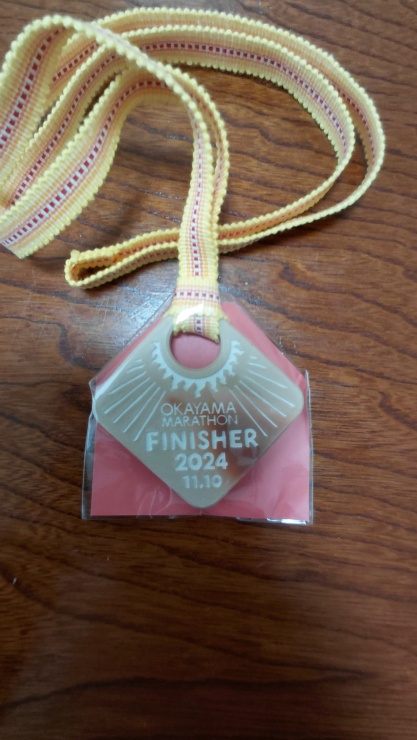 OKAYAMA
MARATHON
FINISHER
2024
11.10